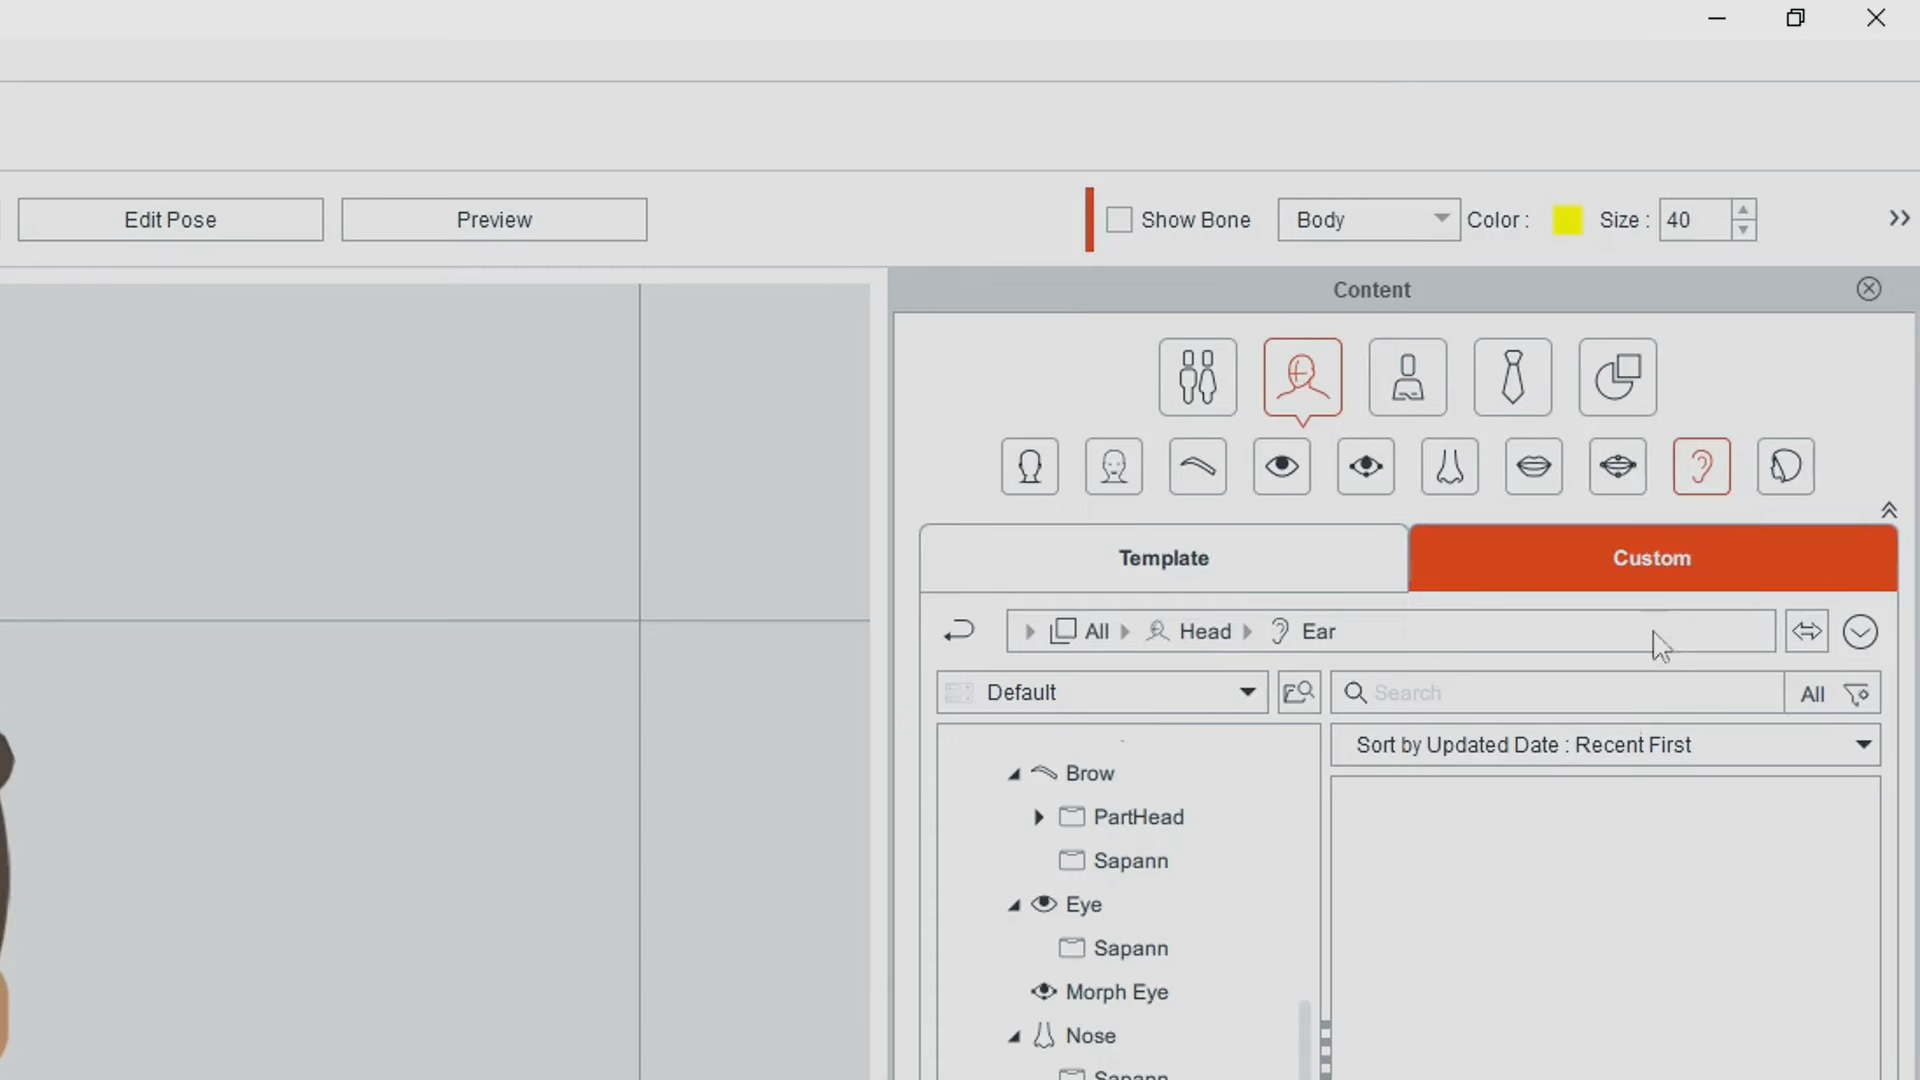 Edit Pose
Preview
Show Bone
Body
Color :
Size :
40
Content
Template
Custom
All
Head
Ear
Default
Search
All
Sort by Updated Date : Recent First
Brow
PartHead
Sapann
Eye
Sapann
Morph Eye
Nose
Sapann